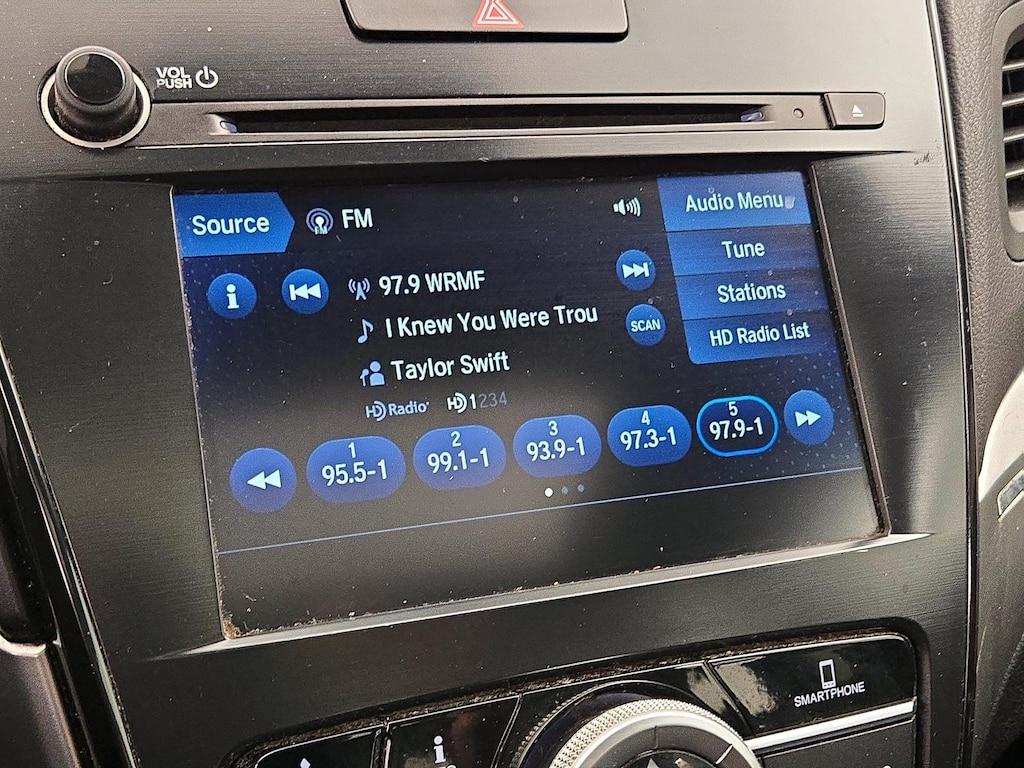 VOL
PUSH
Source
FM
Audio Menu
97.9 WRMF
Tune
I Knew You Were Trou
SCAN
Stations
Taylor Swift
HD Radio List
HD Radio HD1234
1
95.5-1
2
99.1-1
3
93.9-1
4
97.3-1
5
97.9-1
SMARTPHONE